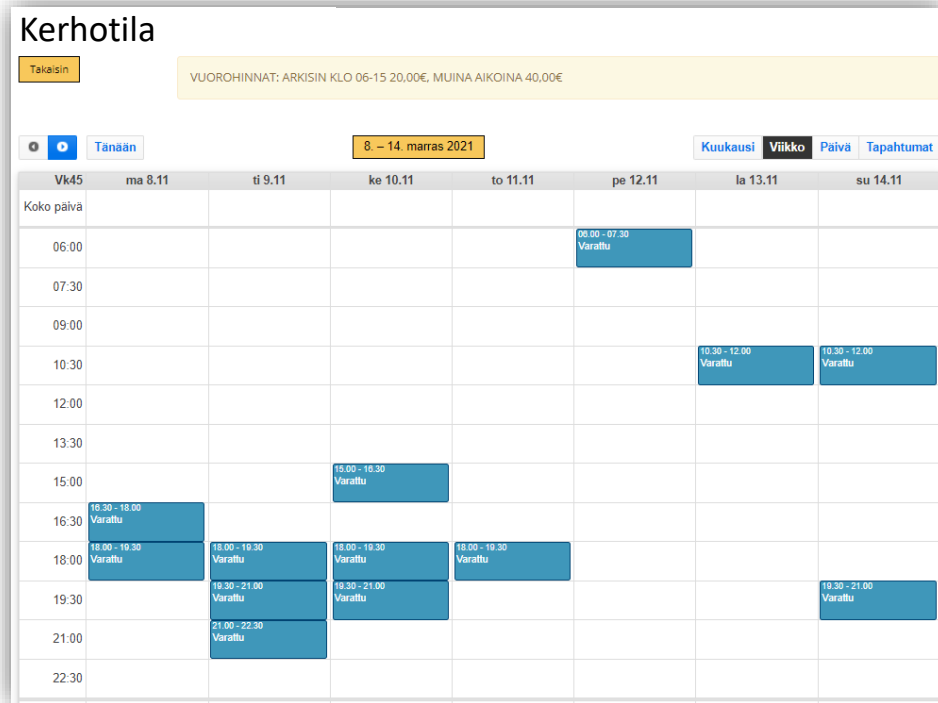 Kerhotila
Takaisin
VUOROHINNAT: ARKISIN KLO 06-15 20,00€, MUINA AIKOINA 40,00€
Tänään
8. – 14. marras 2021
Kuukausi Viikko Päivä Tapahtumat
Vk45 ma 8.11 ti 9.11 ke 10.11 to 11.11 pe 12.11 la 13.11 su 14.11
Koko päivä
06:00
06.00 - 07.30
Varattu
07:30
09:00
10:30
10.30 - 12.00
Varattu
10.30 - 12.00
Varattu
12:00
13:30
15:00
15.00 - 16.30
Varattu
16:30
16.30 - 18.00
Varattu
18:00
18.00 - 19.30
Varattu
18.00 - 19.30
Varattu
18.00 - 19.30
Varattu
18.00 - 19.30
Varattu
19:30
19.30 - 21.00
Varattu
19.30 - 21.00
Varattu
19.30 - 21.00
Varattu
21:00
21.00 - 22.30
Varattu
22:30